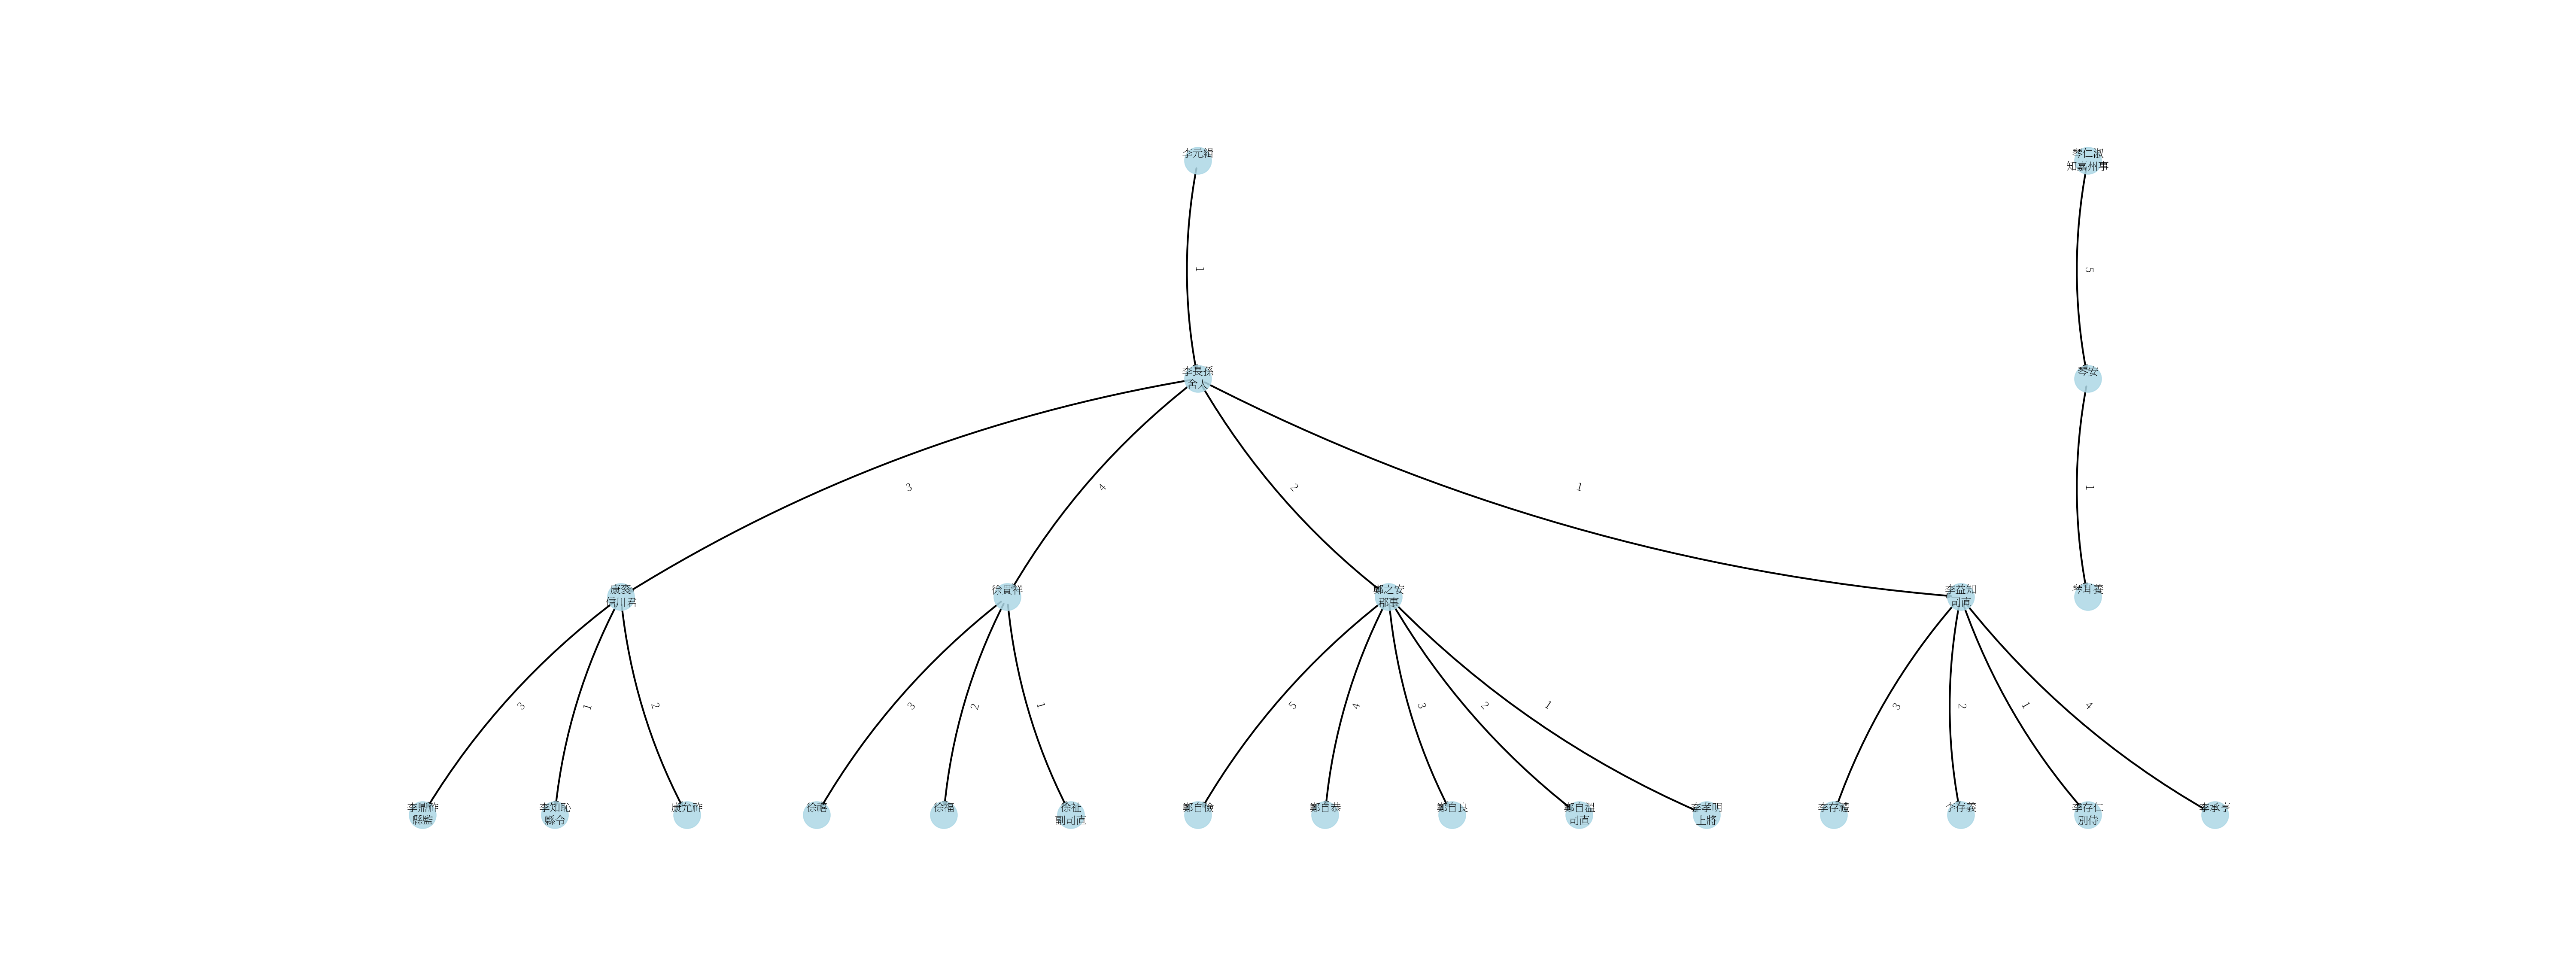 李元緝
琴仁淑
知嘉州事
1
5
李長孫
舍人
琴安
3
4
2
1
1
康袞
信川君
徐貴祥
鄭之安
郡事
李益知
司直
琴耳養
3
1
2
3
2
1
5
4
3
2
1
3
2
1
4
李鼎祚
縣監
李知恥
縣令
康允祚
徐禧
徐福
徐祉
副司直
鄭自儉
鄭自恭
鄭自良
鄭自溫
司直
李孝明
上將
李存禮
李存義
李存仁
別侍
李承亨